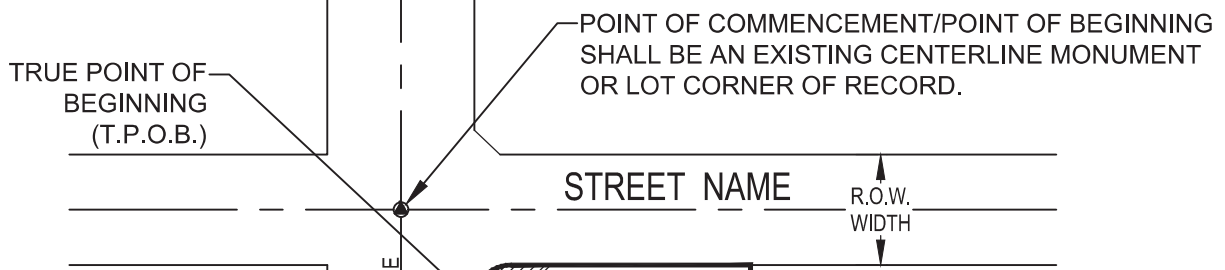 POINT OF COMMENCEMENT/POINT OF BEGINNING
SHALL BE AN EXISTING CENTERLINE MONUMENT
OR LOT CORNER OF RECORD.
TRUE POINT OF
BEGINNING
(T.P.O.B.)
STREET NAME
R.O.W.
WIDTH
E